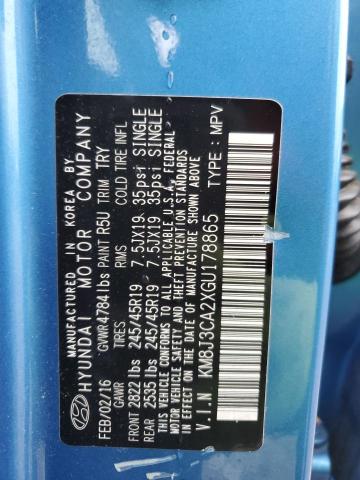 MANUFACTURED IN KOREA BY
HYUNDAI MOTOR COMPANY
GVWR 4784 lbs PAINT R5U TRIM TRY
FEB/02/16 GAWR TIRES RIMS COLD TIRE INFL
FRONT 2822 lbs 245/45R19 7.5JX19 35psi SINGLE
REAR 2535 lbs 245/45R19 7.5JX19 35psi SINGLE
THIS VEHICLE CONFORMS TO ALL APPLICABLE U.S.A. FEDERAL
MOTOR VEHICLE SAFETY, BUMPER, AND THEFT PREVENTION STANDARDS
IN EFFECT ON THE DATE OF MANUFACTURE SHOWN ABOVE.
V.I.N : KM8J3CA2XGU178865 TYPE : MPV